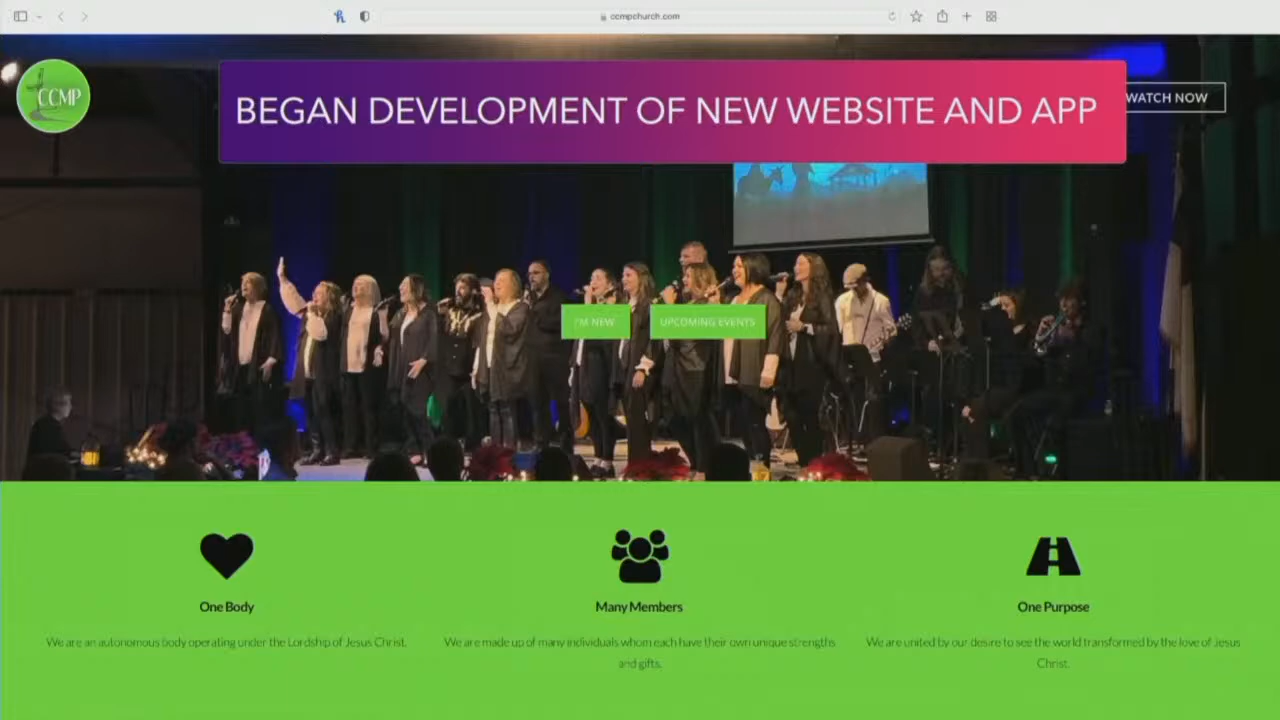 ccmpchurch.com
CCMP
BEGAN DEVELOPMENT OF NEW WEBSITE AND APP
WATCH NOW
I'M NEW
UPCOMING EVENTS
One Body
Many Members
One Purpose
We are an autonomous body operating under the Lordship of Jesus Christ.
We are made up of many individuals whom each have their own unique strengths
and gifts.
We are united by our desire to see the world transformed by the love of Jesus
Christ.